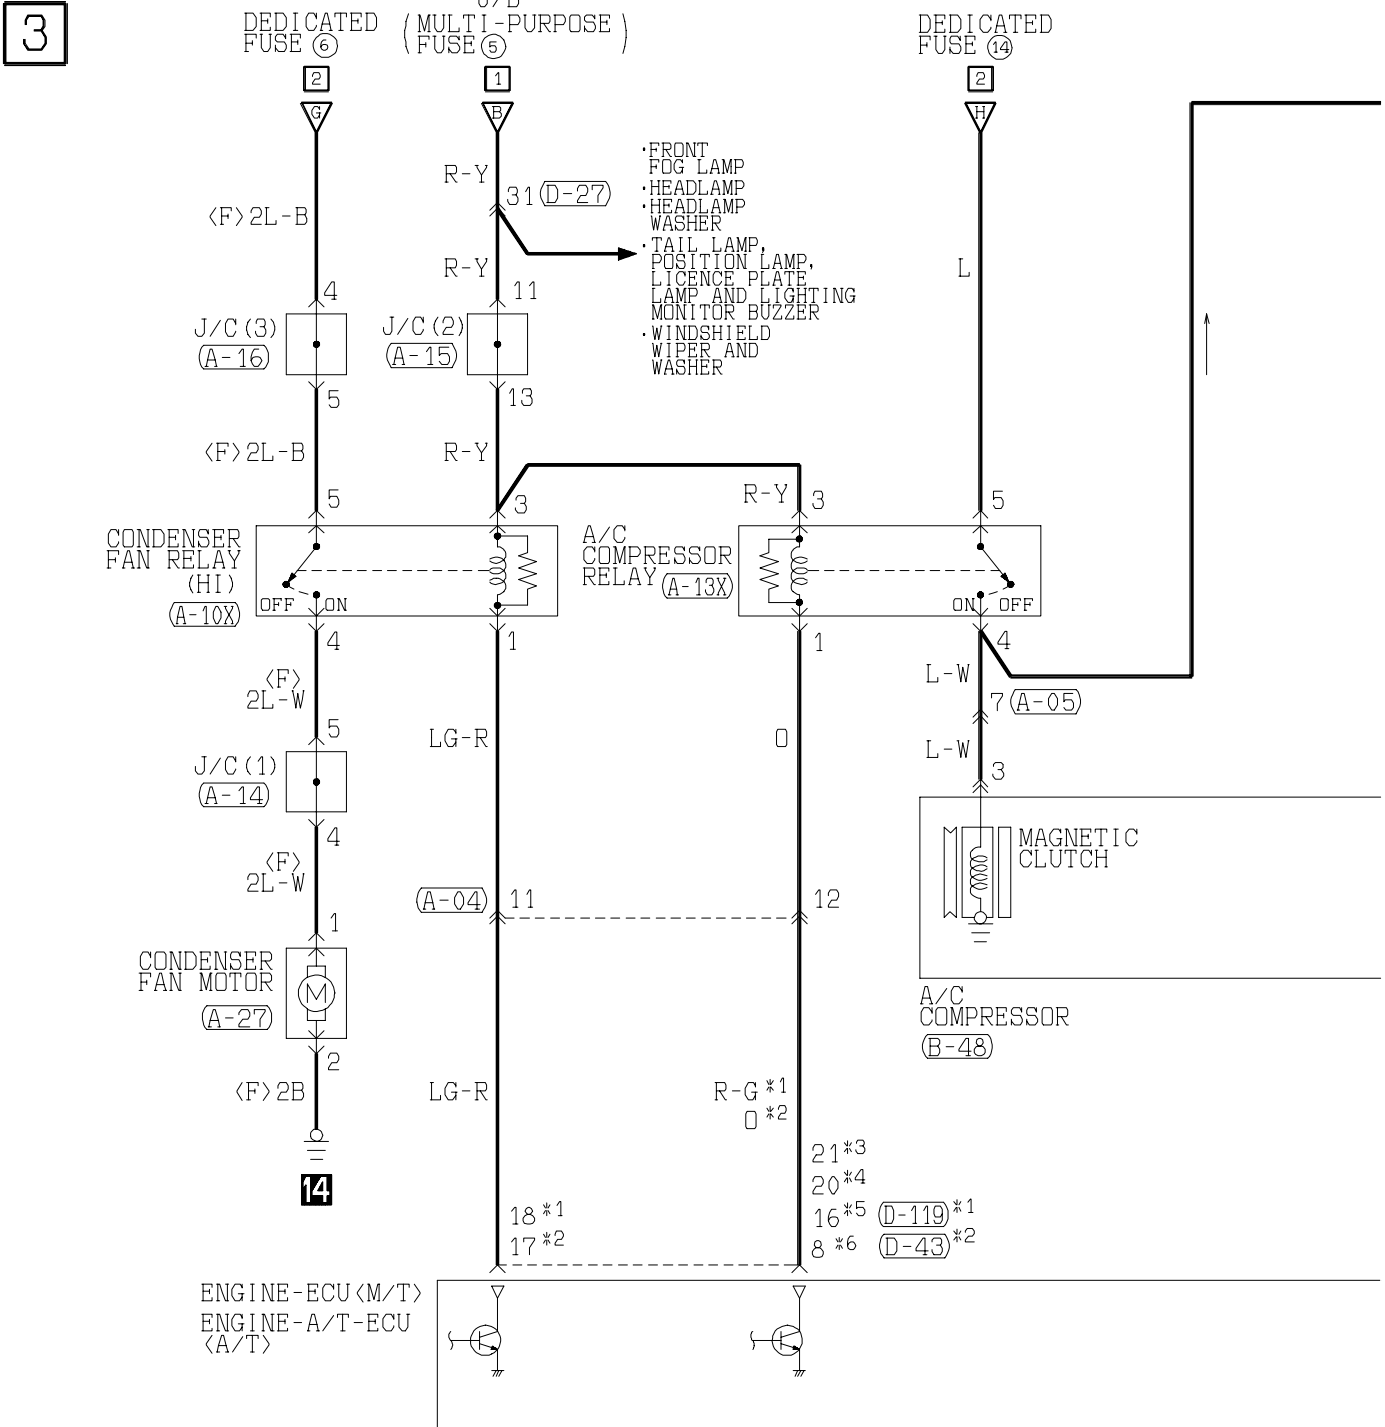 3
DEDICATED
FUSE ⑥
J/B
(MULTI-PURPOSE
FUSE ⑤)
DEDICATED
FUSE ⑭
2
1
2
G
B
H
R-Y
31 (D-27)
·FRONT
FOG LAMP
·HEADLAMP
·HEADLAMP
WASHER
·TAIL LAMP,
POSITION LAMP,
LICENCE PLATE
LAMP AND LIGHTING
MONITOR BUZZER
·WINDSHIELD
WIPER AND
WASHER
<F>2L-B
R-Y
L
4
11
J/C(3)
(A-16)
J/C(2)
(A-15)
5
13
<F>2L-B
R-Y
R-Y
5
3
3
5
CONDENSER
FAN RELAY
(HI)
(A-10X)
OFF ON
A/C
COMPRESSOR
RELAY (A-13X)
ON OFF
4
1
1
4
<F>
2L-W
L-W
7 (A-05)
5
LG-R
O
L-W
3
J/C(1)
(A-14)
4
<F>
2L-W
MAGNETIC
CLUTCH
(A-04) 11
12
1
CONDENSER
FAN MOTOR
(A-27)
M
A/C
COMPRESSOR
(B-48)
2
<F>2B
LG-R
R-G *1
O *2
14
21 *3
20 *4
18 *1
16 *5 (D-119) *1
17 *2
8 *6 (D-43) *2
ENGINE-ECU<M/T>
ENGINE-A/T-ECU
<A/T>